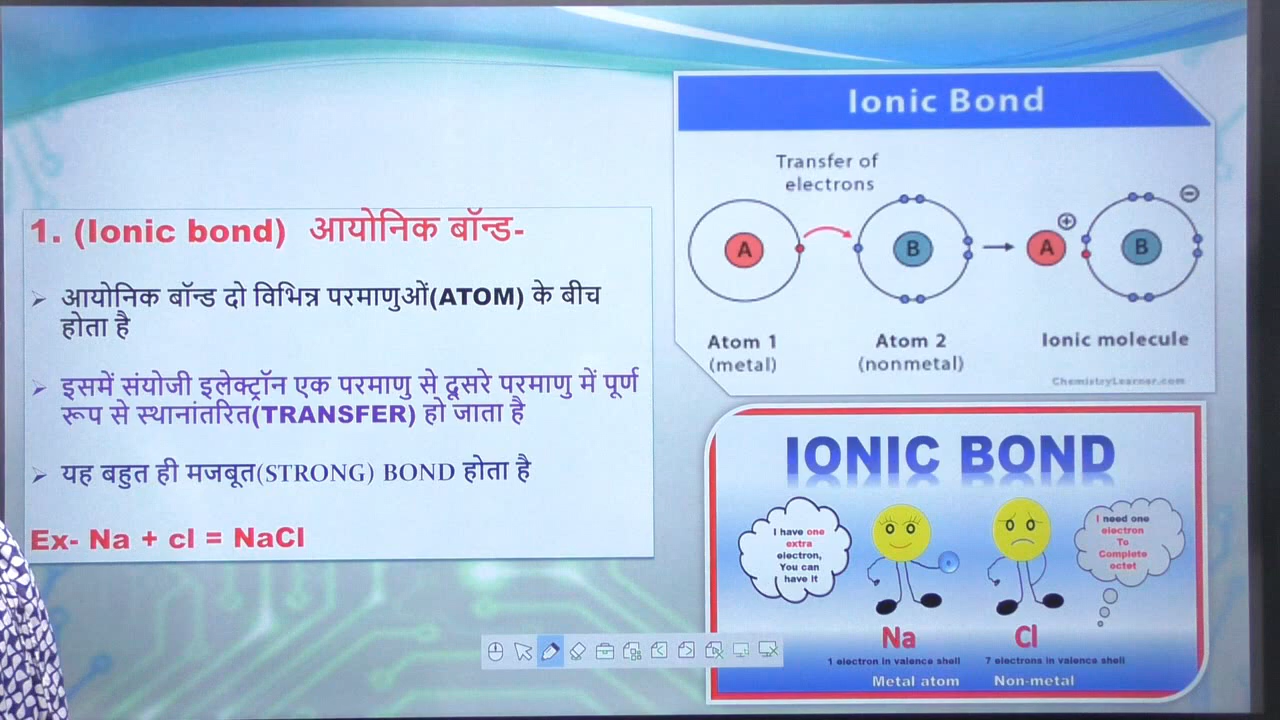 1. (Ionic bond) आयोनिक बॉन्ड-
आयोनिक बॉन्ड दो विभिन्न परमाणुओं(ATOM) के बीच
होता है
इसमें संयोजी इलेक्ट्रॉन एक परमाणु से दूसरे परमाणु में पूर्ण
रूप से स्थानांतरित(TRANSFER) हो जाता है
यह बहुत ही मजबूत(STRONG) BOND होता है
Ex- Na + cl = NaCl
Ionic Bond
Transfer of
electrons
A
B
A
+
B
−
Atom 1
(metal)
Atom 2
(nonmetal)
Ionic molecule
ChemistryLearner.com
IONIC BOND
I have one
extra
electron,
You can
have it
I need one
electron
To
Complete
octet
Na
1 electron in valence shell
Metal atom
Cl
7 electrons in valence shell
Non-metal